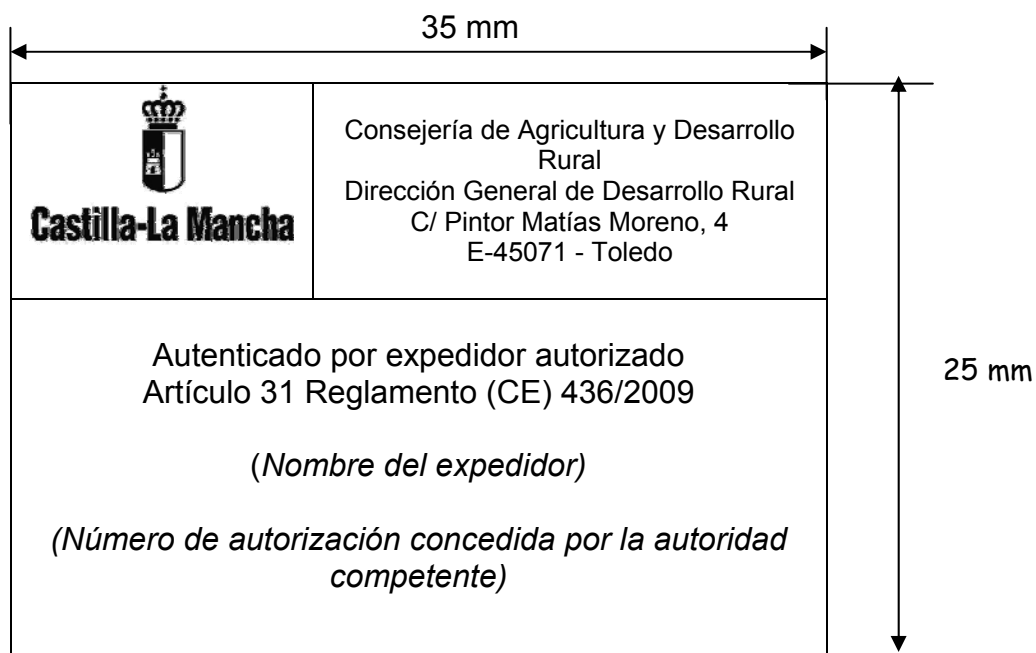 35 mm
Castilla-La Mancha
Consejería de Agricultura y Desarrollo
Rural
Dirección General de Desarrollo Rural
C/ Pintor Matías Moreno, 4
E-45071 - Toledo
Autenticado por expedidor autorizado
Artículo 31 Reglamento (CE) 436/2009
(Nombre del expedidor)
(Número de autorización concedida por la autoridad
competente)
25 mm